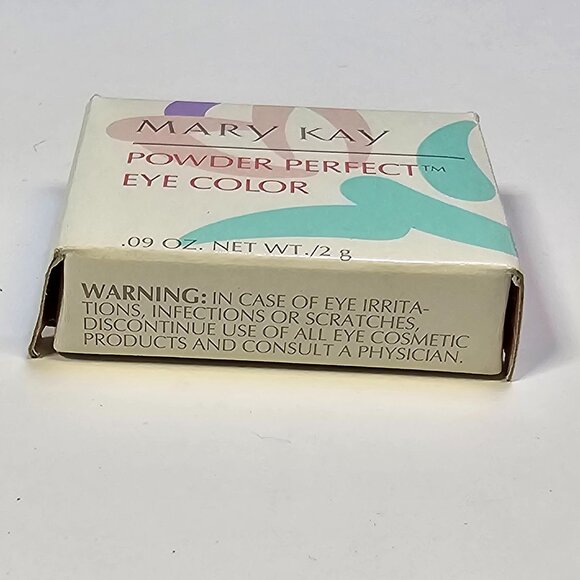 MARY KAY
POWDER PERFECT™
EYE COLOR
.09 OZ. NET WT./2 g
WARNING: IN CASE OF EYE IRRITA-
TIONS, INFECTIONS OR SCRATCHES,
DISCONTINUE USE OF ALL EYE COSMETIC
PRODUCTS AND CONSULT A PHYSICIAN.